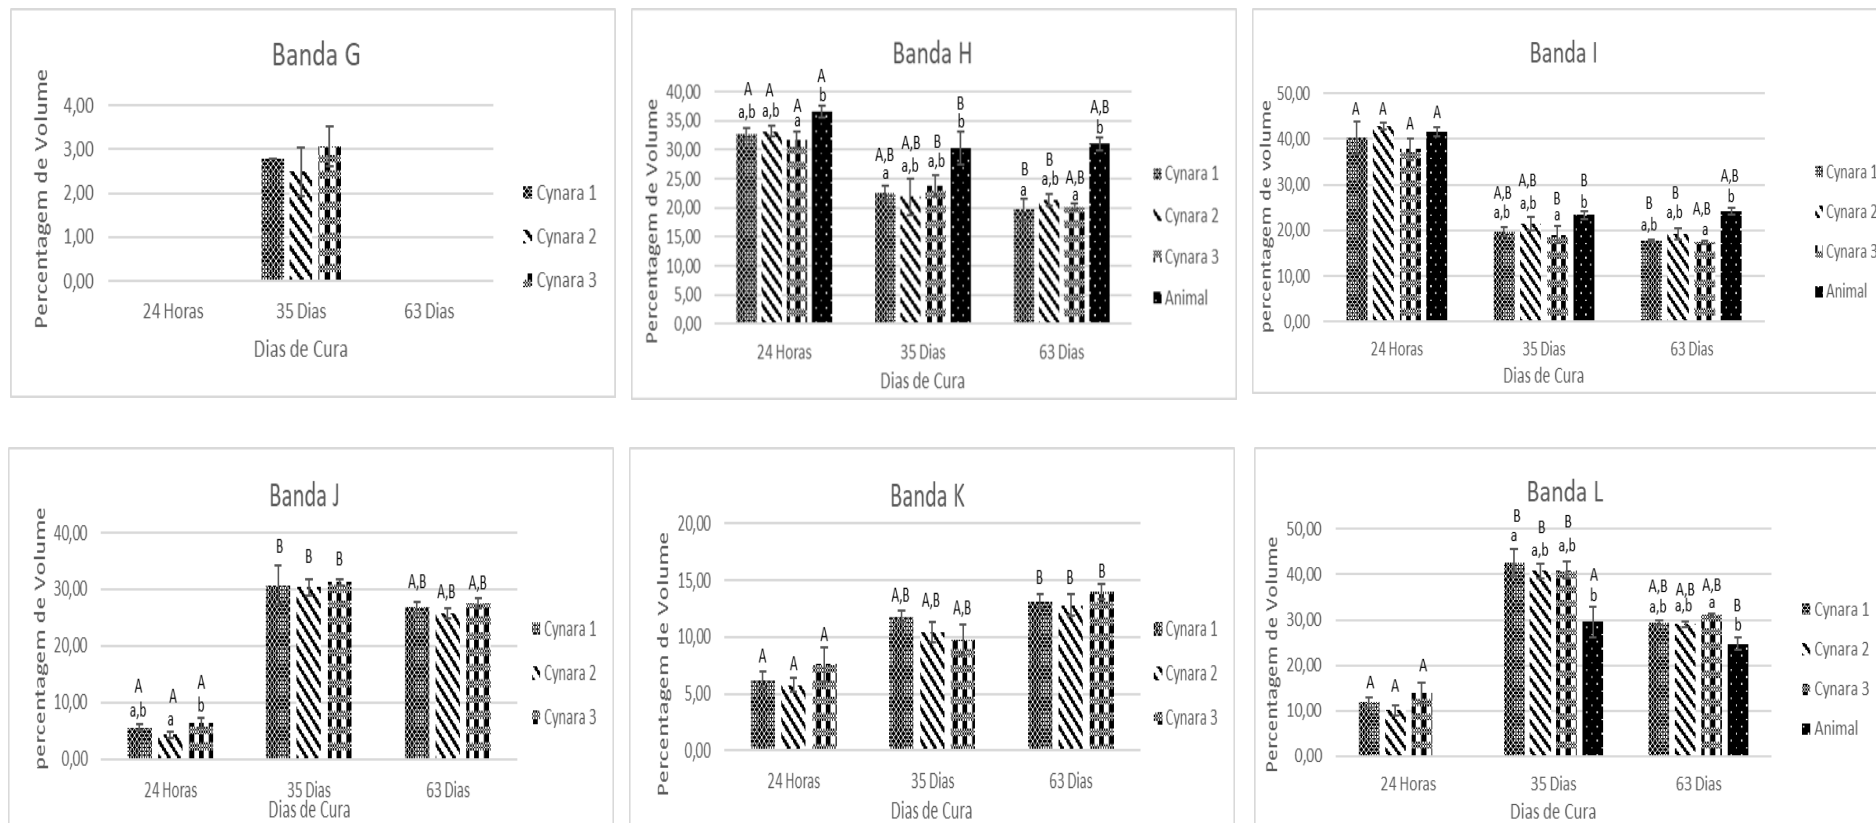 Banda G
Percentagem de Volume
4,00
3,00
2,00
1,00
0,00
24 Horas
35 Dias
63 Dias
Dias de Cura
Cynara 1
Cynara 2
Cynara 3
Banda H
Percentagem de Volume
40,00
35,00
30,00
25,00
20,00
15,00
10,00
5,00
0,00
A A A A
a,b a,b a b
A,B A,B B B
a a,b a,b b
B B A,B A,B
a a,b a b
24 Horas
35 Dias
63 Dias
Dias de Cura
Cynara 1
Cynara 2
Cynara 3
Animal
Banda I
percentagem de volume
50,00
40,00
30,00
20,00
10,00
0,00
A A A A
A,B A,B B B
a,b a,b a b
B B A,B A,B
a,b a,b a b
24 Horas
35 Dias
63 Dias
Dias de Cura
Cynara 1
Cynara 2
Cynara 3
Animal
Banda J
percentagem de Volume
40,00
30,00
20,00
10,00
0,00
A A A
a,b a b
B B B
A,B A,B A,B
24 Horas
35 Dias
63 Dias
Dias de Cura
Cynara 1
Cynara 2
Cynara 3
Banda K
Percentagem de Volume
20,00
15,00
10,00
5,00
0,00
A A A
A,B A,B A,B
B B B
24 Horas
35 Dias
63 Dias
Dias de Cura
Cynara 1
Cynara 2
Cynara 3
Banda L
Percentagem de Volume
50,00
40,00
30,00
20,00
10,00
0,00
A A A
B B B A
a a,b a,b b
A,B A,B A,B B
a,b a,b a b
24 Horas
35 Dias
63 Dias
Dias de Cura
Cynara 1
Cynara 2
Cynara 3
Animal